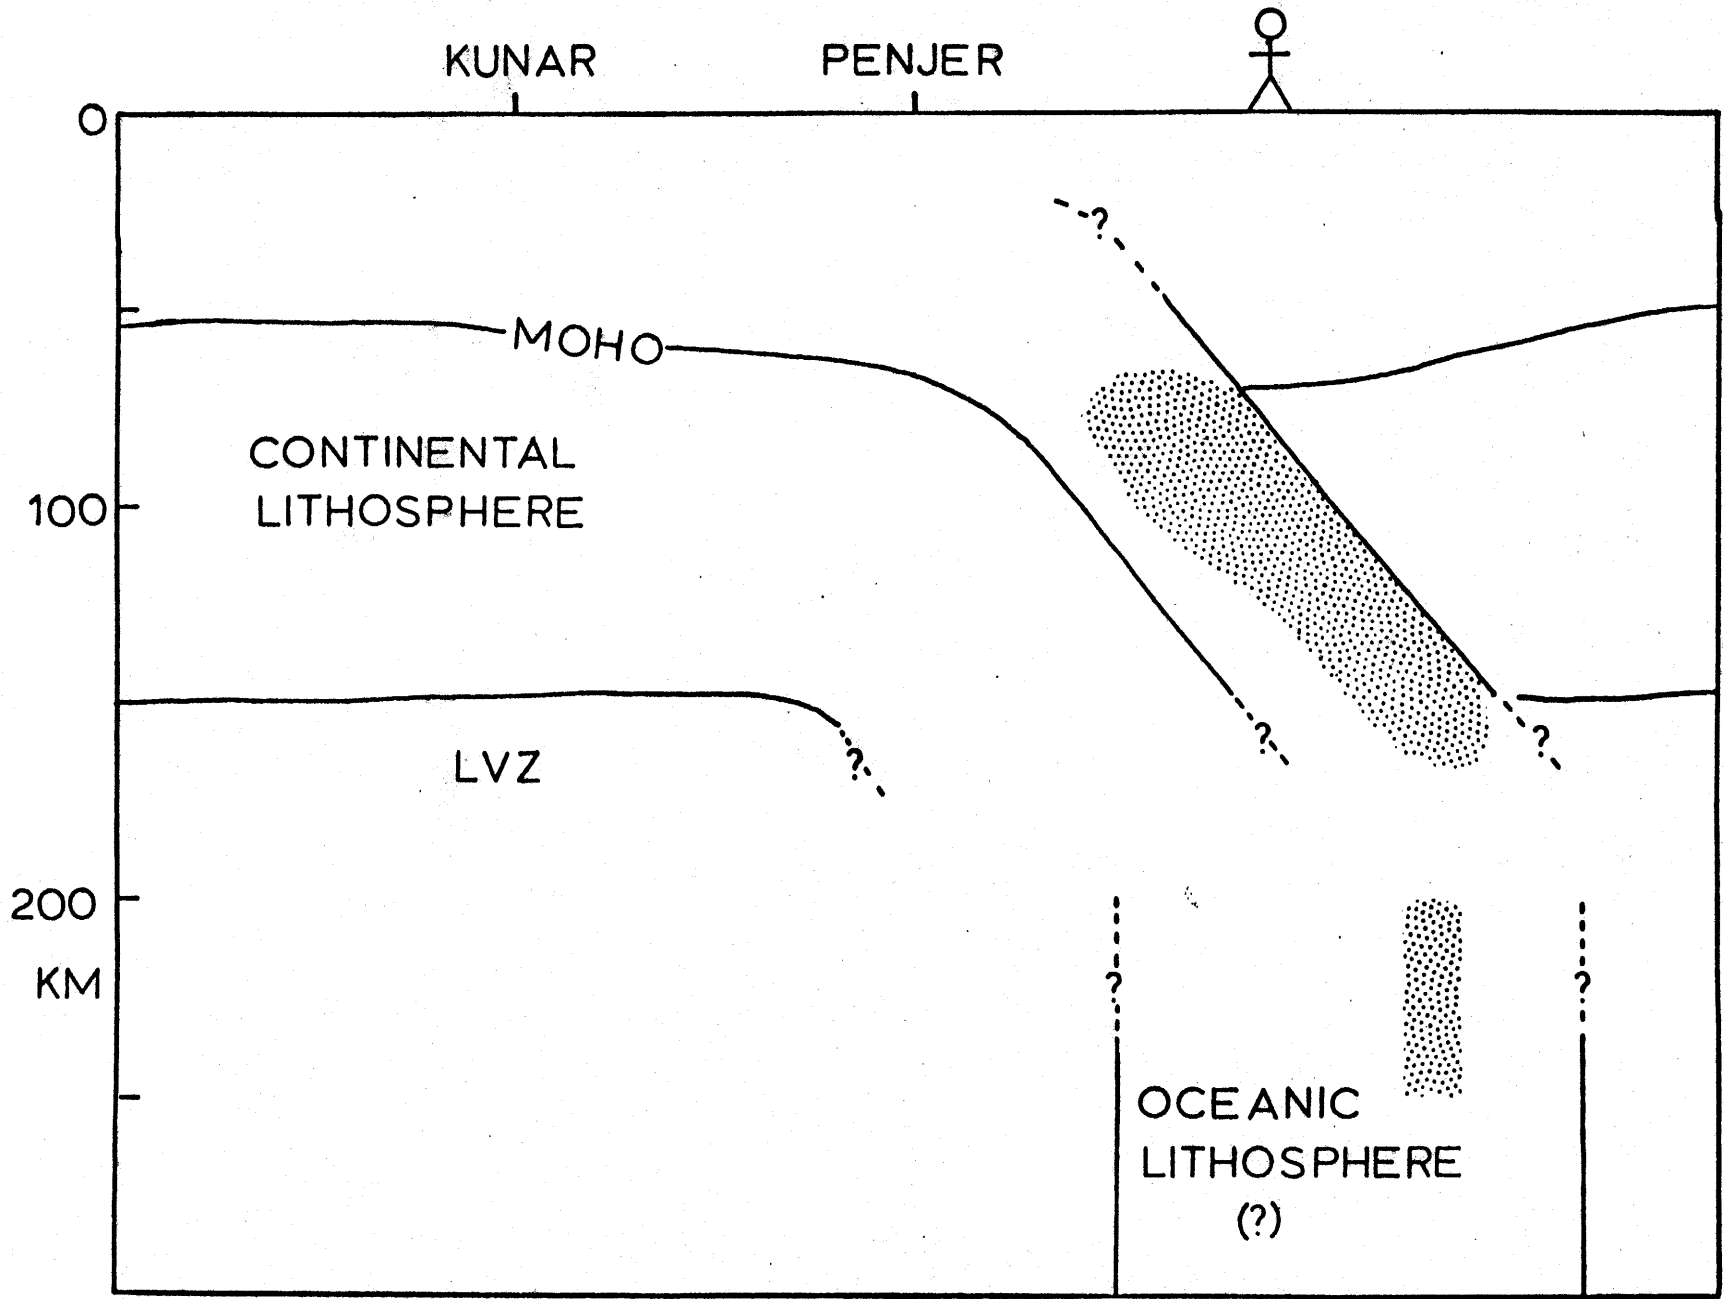 KUNAR PENJER
0
?
MOHO
CONTINENTAL
LITHOSPHERE
100
?
?
LVZ
?
200
KM
?
?
OCEANIC
LITHOSPHERE
(?)